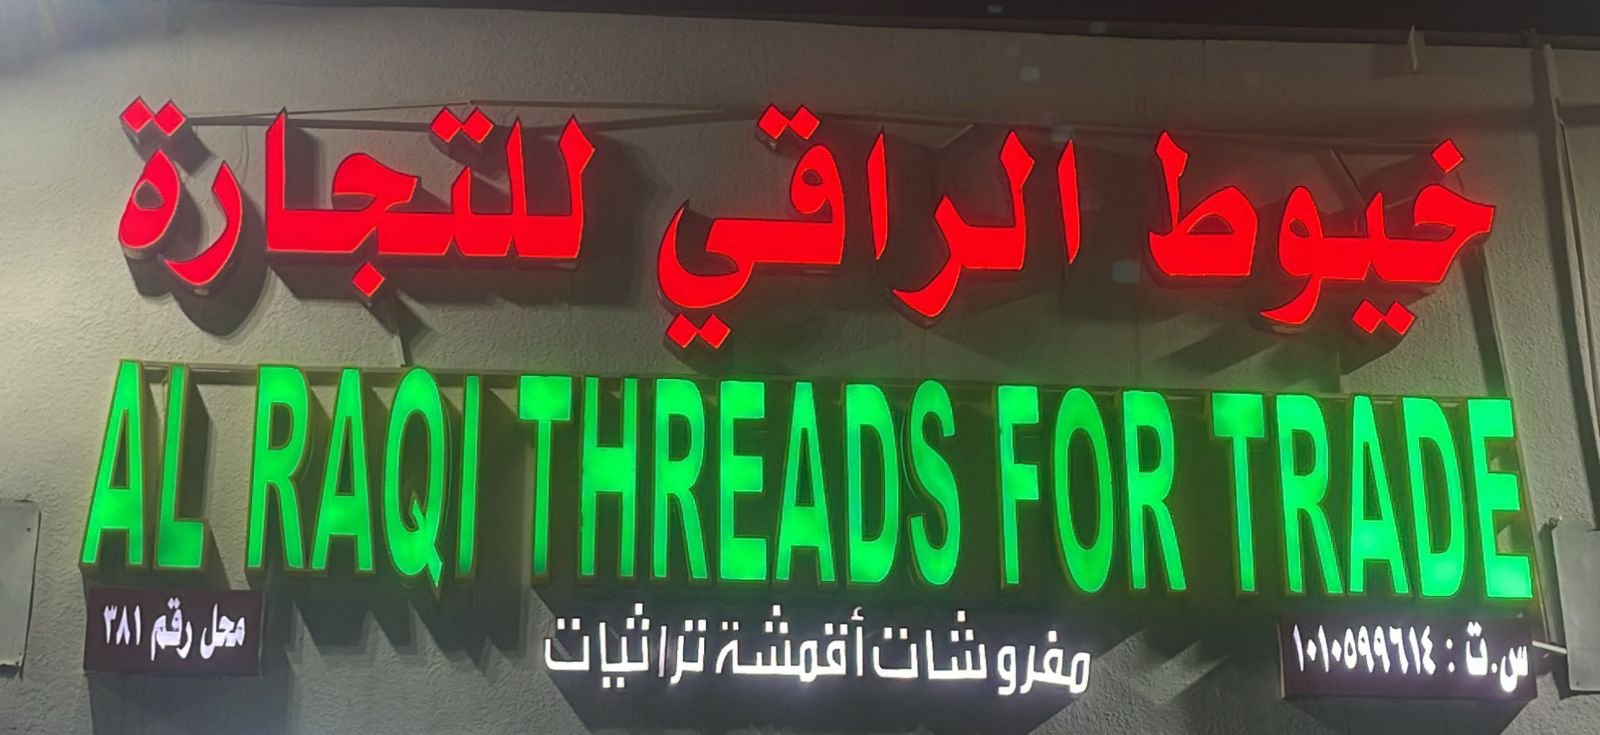 خيوط الراقي للتجارة
AL RAQI THREADS FOR TRADE
س.ت : ١٠١٠٥٩٩٦١٤
مفروشات أقمشة تراثيات
محل رقم ٣٨١